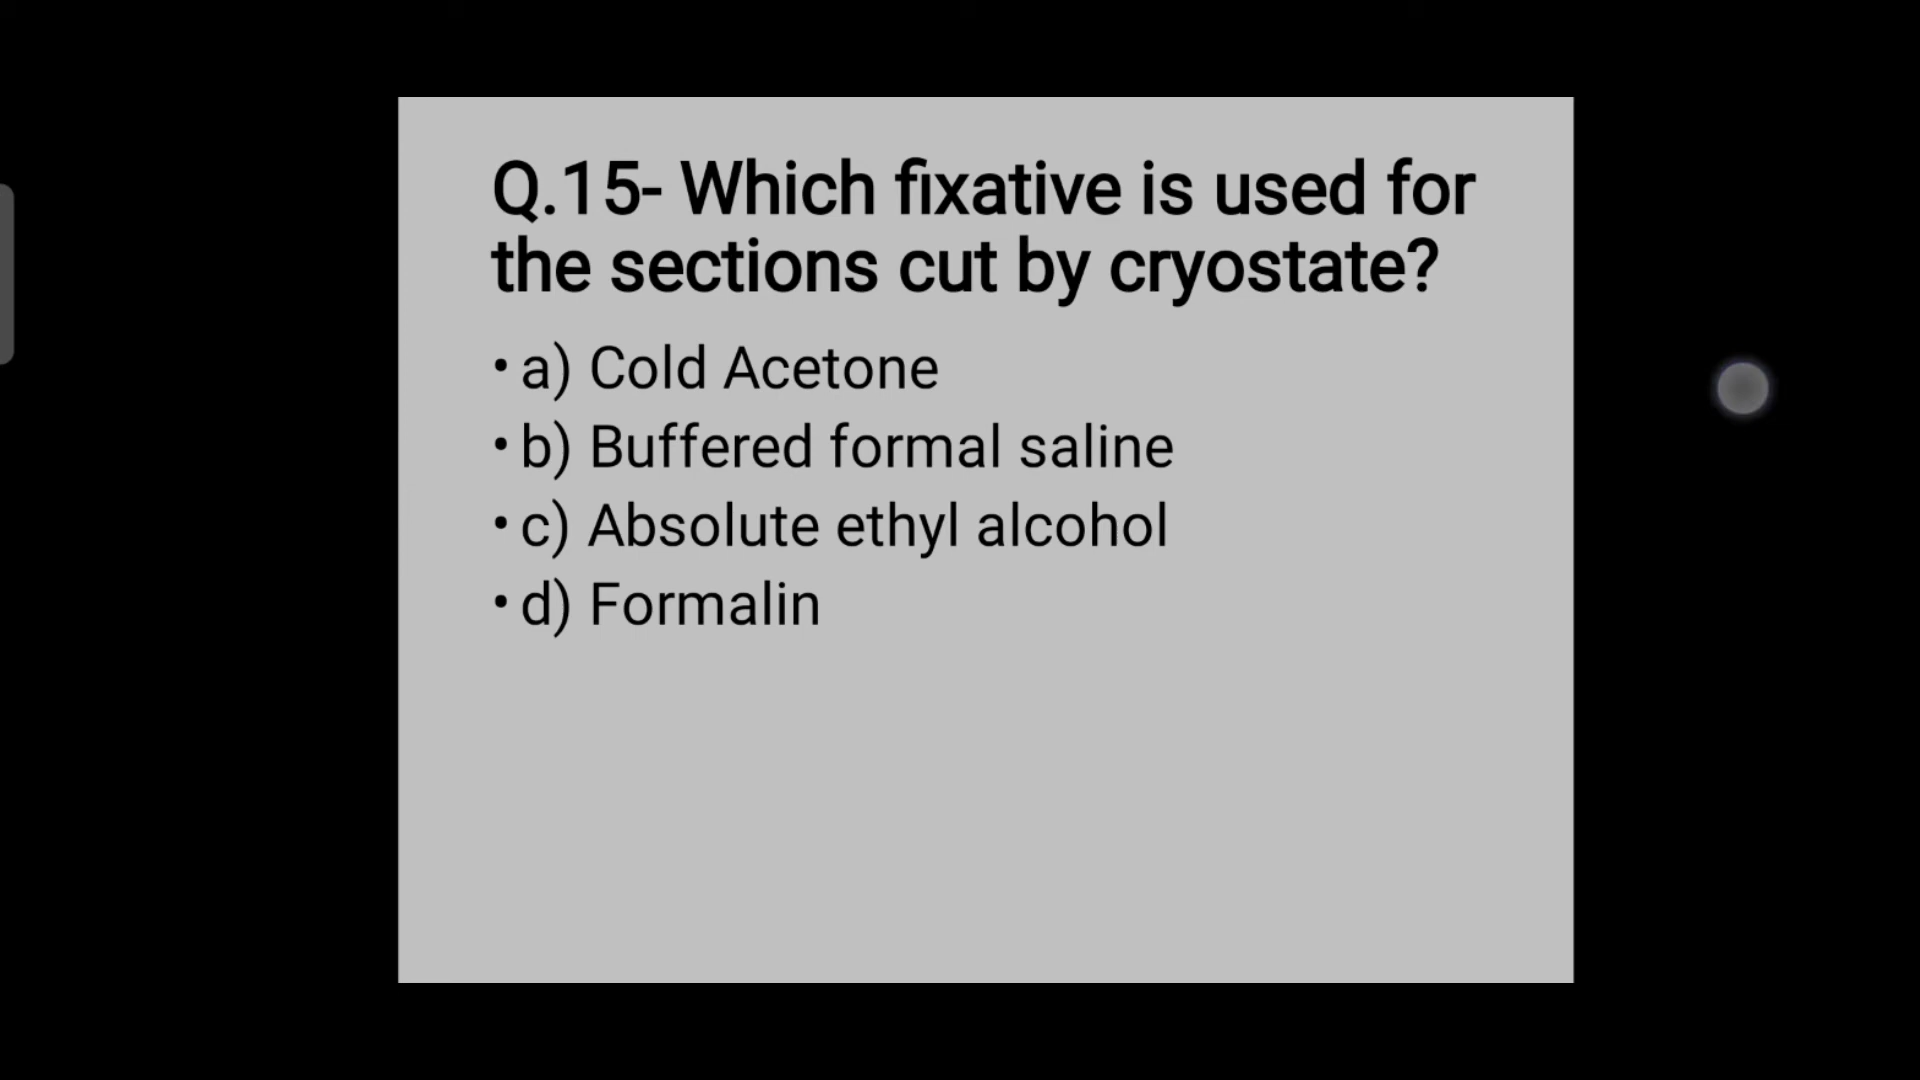 Q.15- Which fixative is used for
the sections cut by cryostate?
• a) Cold Acetone
• b) Buffered formal saline
• c) Absolute ethyl alcohol
• d) Formalin